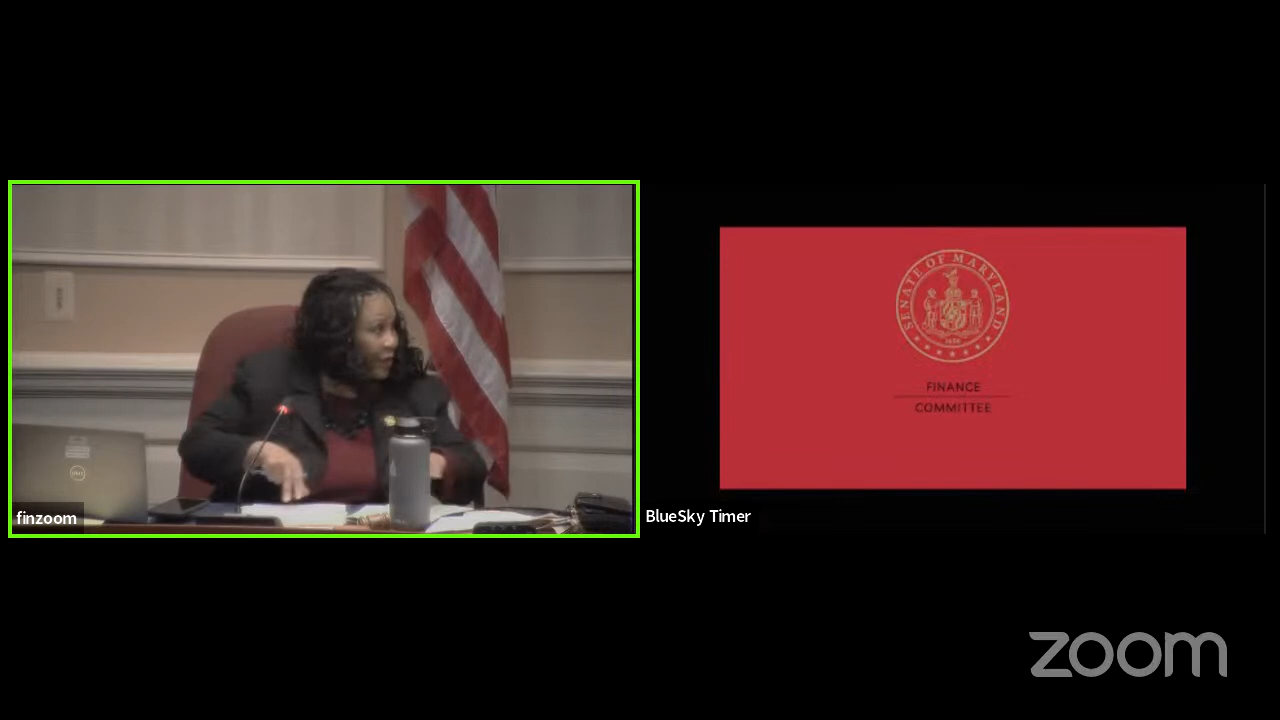 finzoom
SENATE OF MARYLAND
FINANCE
COMMITTEE
BlueSky Timer
zoom